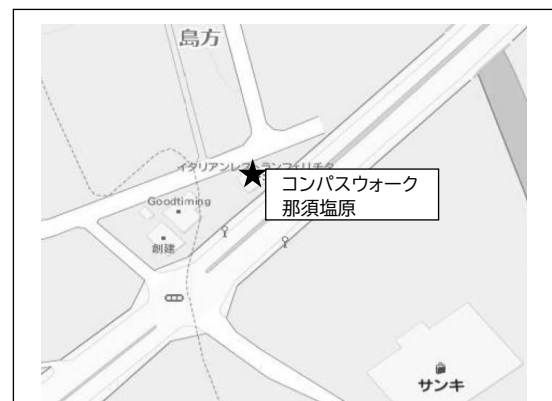 島方
イタリアンレストランフェリチタ
コンパスウォーク
那須塩原
Goodtiming
創建
サンキ